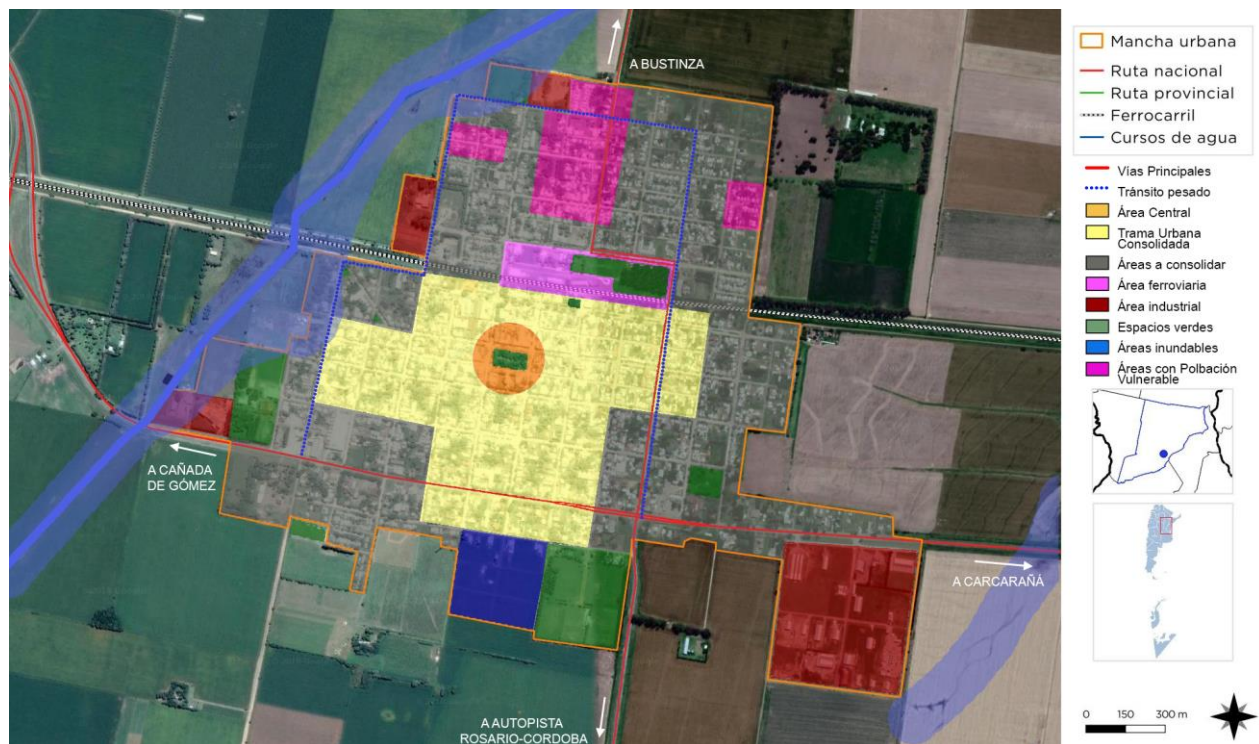 A BUSTINZA
A CAÑADA
DE GÓMEZ
A CARCARAÑÁ
A AUTOPISTA
ROSARIO-CORDOBA
Mancha urbana
Ruta nacional
Ruta provincial
Ferrocarril
Cursos de agua
Vías Principales
Tránsito pesado
Área Central
Trama Urbana
Consolidada
Áreas a consolidar
Área ferroviaria
Área industrial
Espacios verdes
Áreas inundables
Áreas con Polbación
Vulnerable
0 150 300 m